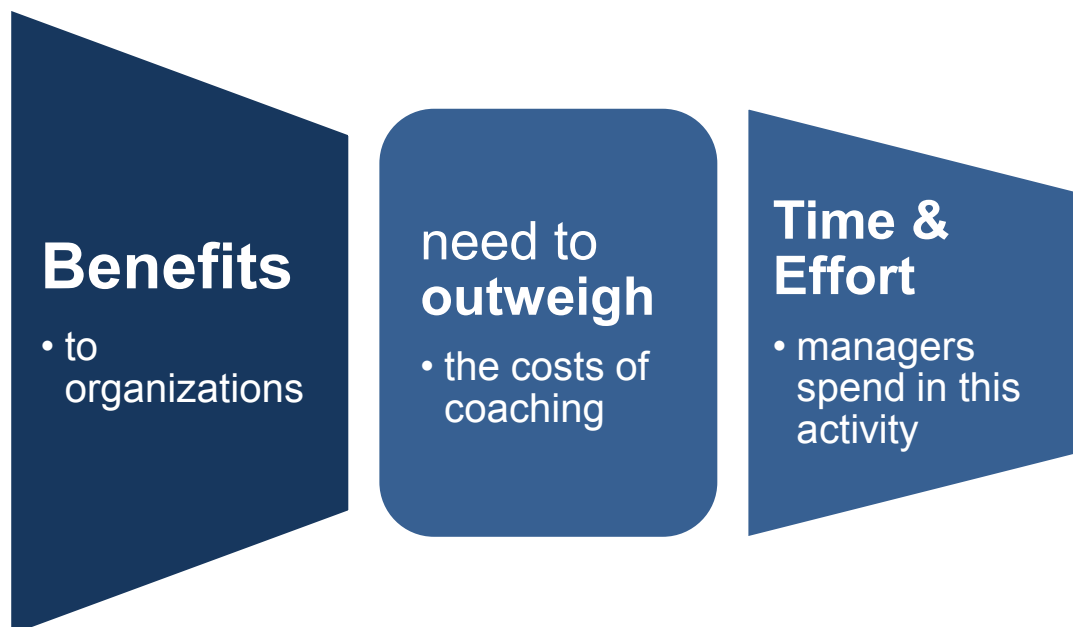 Benefits
• to
organizations
need to
outweigh
• the costs of
coaching
Time &
Effort
• managers
spend in this
activity